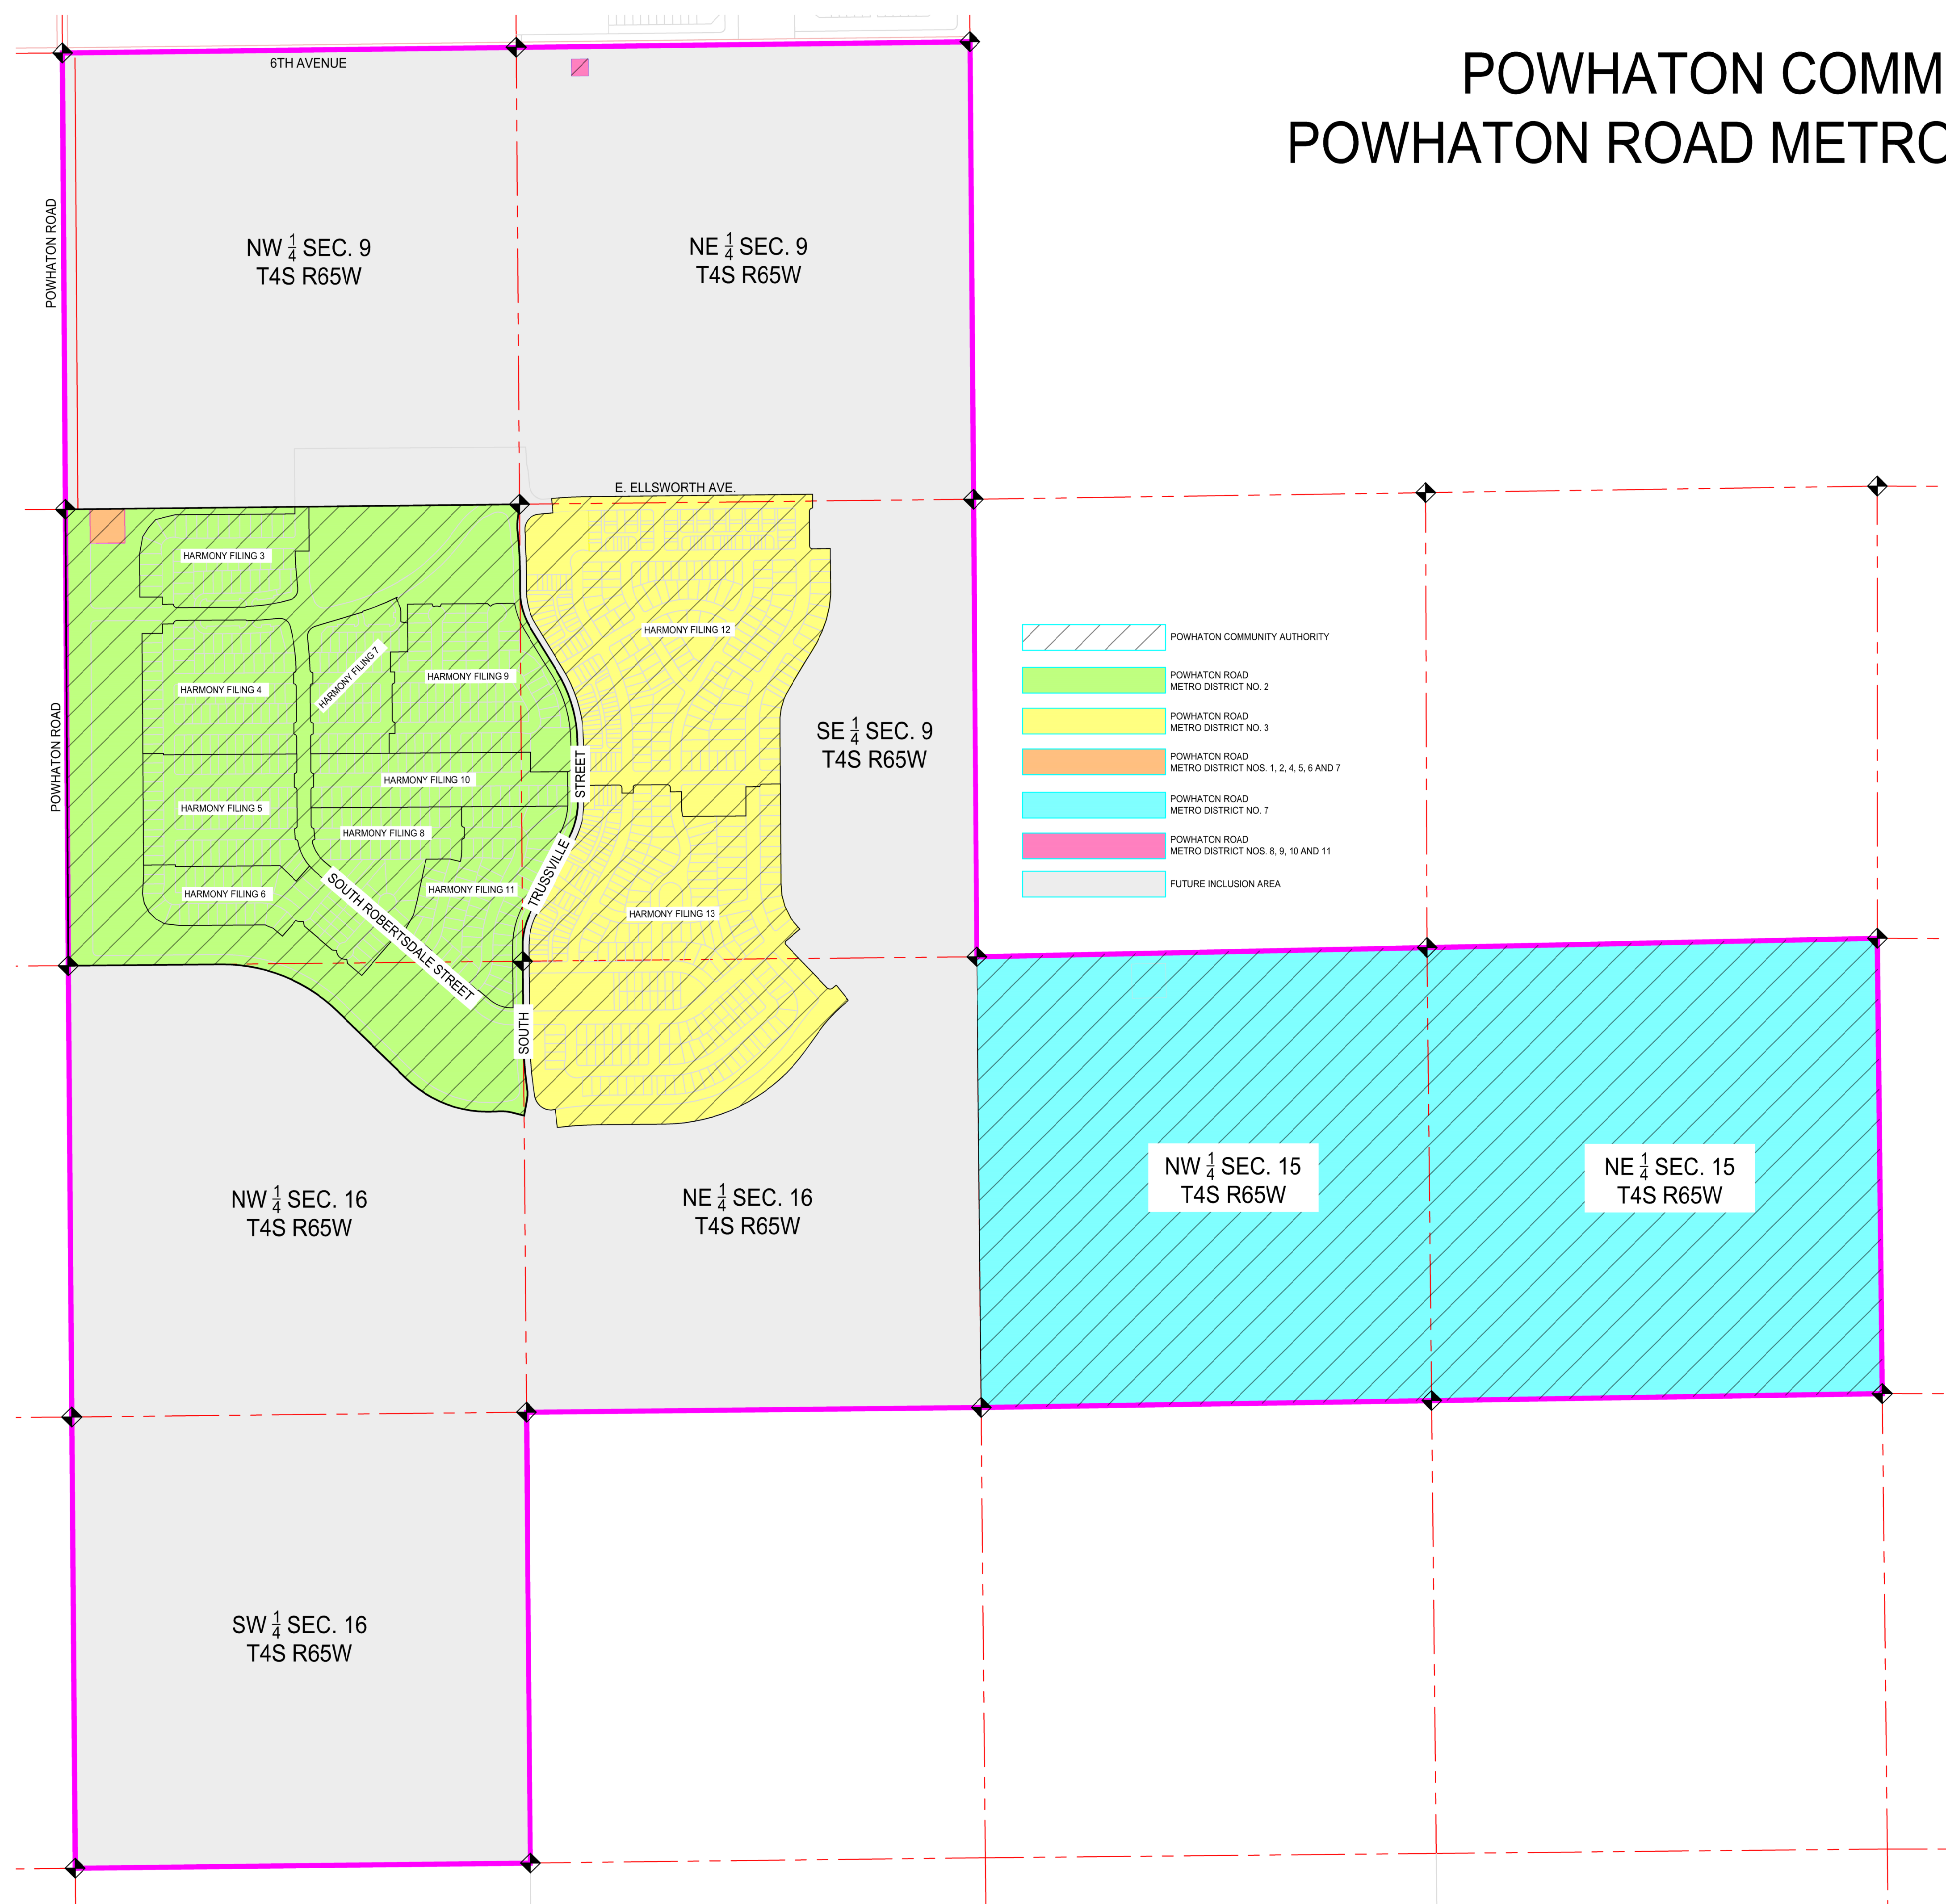 POWHATON COMM
POWHATON ROAD METRO
6TH AVENUE
POWHATON ROAD
NW 1/4 SEC. 9
T4S R65W
NE 1/4 SEC. 9
T4S R65W
E. ELLSWORTH AVE.
HARMONY FILING 3
HARMONY FILING 12
HARMONY FILING 4
HARMONY FILING 7
HARMONY FILING 9
POWHATON ROAD
SE 1/4 SEC. 9
T4S R65W
HARMONY FILING 10
HARMONY FILING 5
HARMONY FILING 8
HARMONY FILING 6
HARMONY FILING 11
HARMONY FILING 13
SOUTH ROBERTSDALE STREET
SOUTH
TRUSSVILLE
STREET
POWHATON COMMUNITY AUTHORITY
POWHATON ROAD
METRO DISTRICT NO. 2
POWHATON ROAD
METRO DISTRICT NO. 3
POWHATON ROAD
METRO DISTRICT NOS. 1, 2, 4, 5, 6 AND 7
POWHATON ROAD
METRO DISTRICT NO. 7
POWHATON ROAD
METRO DISTRICT NOS. 8, 9, 10 AND 11
FUTURE INCLUSION AREA
NW 1/4 SEC. 16
T4S R65W
NE 1/4 SEC. 16
T4S R65W
NW 1/4 SEC. 15
T4S R65W
NE 1/4 SEC. 15
T4S R65W
SW 1/4 SEC. 16
T4S R65W